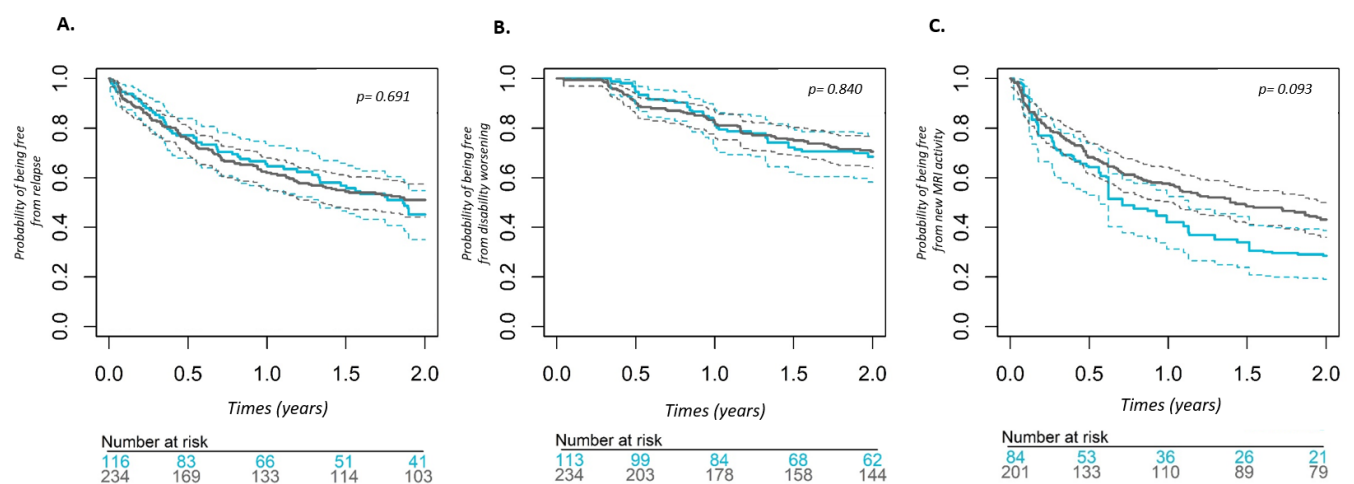 A.
B.
C.
Probability of being free
from relapse
1.0
0.8
0.6
0.4
0.2
0.0
p= 0.691
0.0 0.5 1.0 1.5 2.0
Times (years)
Number at risk
116 83 66 51 41
234 169 133 114 103
Probability of being free
from disability worsening
1.0
0.8
0.6
0.4
0.2
0.0
p= 0.840
0.0 0.5 1.0 1.5 2.0
Times (years)
Number at risk
113 99 84 68 62
234 203 178 158 144
Probability of being free
from new MRI activity
1.0
0.8
0.6
0.4
0.2
0.0
p= 0.093
0.0 0.5 1.0 1.5 2.0
Times (years)
Number at risk
84 53 36 26 21
201 133 110 89 79